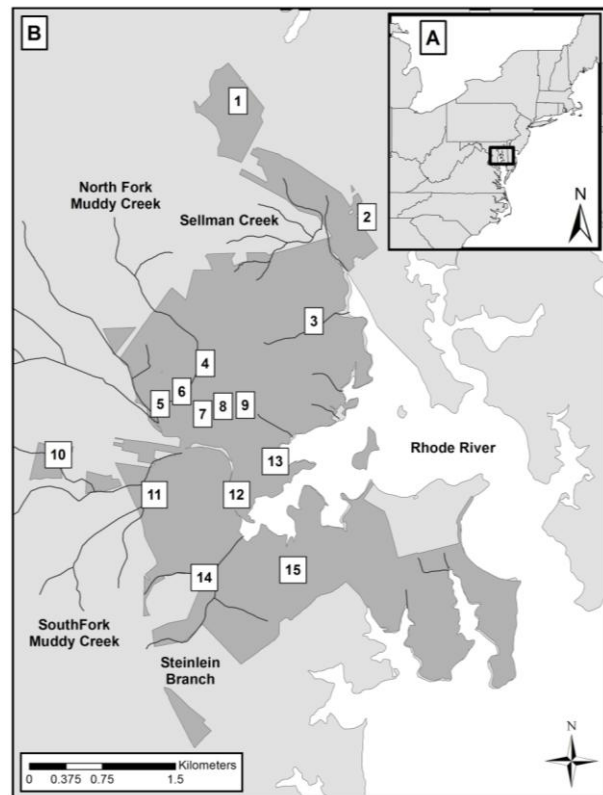 B
A
N
1
North Fork
Muddy Creek
2
Sellman Creek
3
4
5
6
7
8
9
Rhode River
10
13
11
12
14
15
SouthFork
Muddy Creek
Steinlein
Branch
N
Kilometers
0 0.375 0.75 1.5